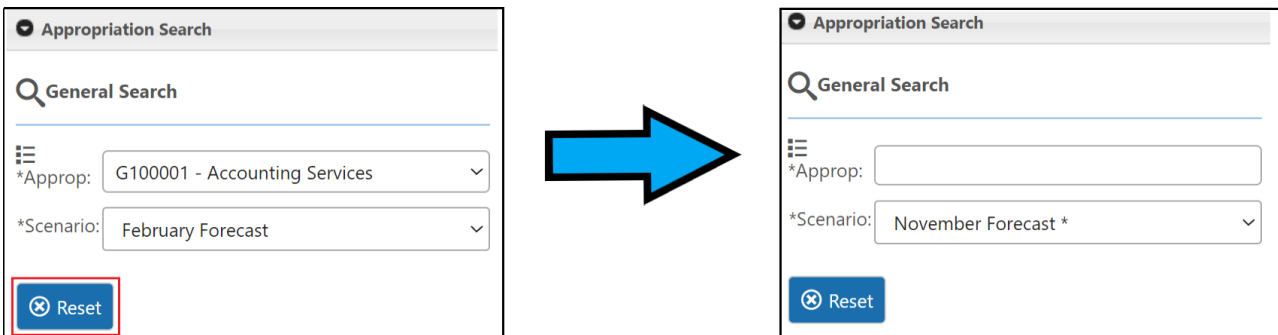 Appropriation Search
General Search
*Approp: G100001 - Accounting Services
*Scenario: February Forecast
Reset
Appropriation Search
General Search
*Approp:
*Scenario: November Forecast *
Reset